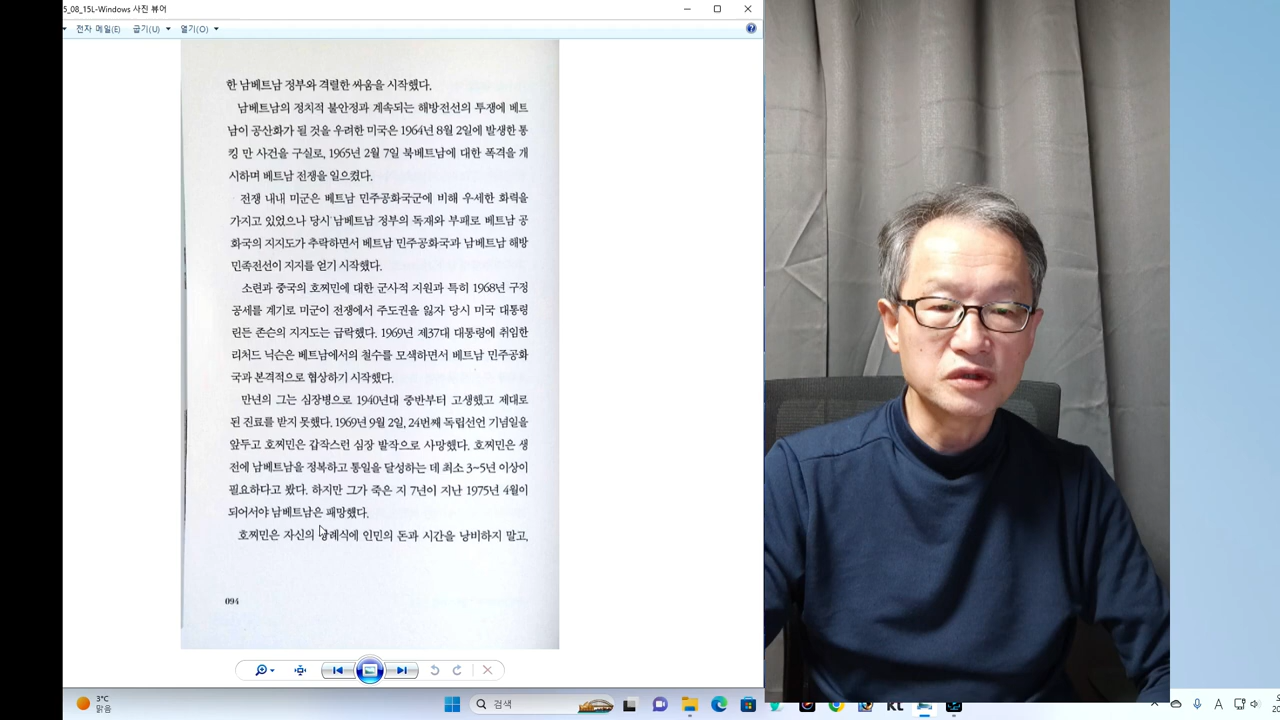 5_08_15L-Windows 사진 뷰어
전자 메일(E) 굽기(U) 열기(O)
한 남베트남 정부와 격렬한 싸움을 시작했다.
남베트남의 정치적 불안정과 계속되는 해방전선의 투쟁에 베트
남이 공산화가 될 것을 우려한 미국은 1964년 8월 2일에 발생한 통
킹 만 사건을 구실로, 1965년 2월 7일 북베트남에 대한 폭격을 개
시하며 베트남 전쟁을 일으켰다.
전쟁 내내 미군은 베트남 민주공화국군에 비해 우세한 화력을
가지고 있었으나 당시 남베트남 정부의 독재와 부패로 베트남 공
화국의 지지도가 추락하면서 베트남 민주공화국과 남베트남 해방
민족전선이 지지를 얻기 시작했다.
소련과 중국의 호찌민에 대한 군사적 지원과 특히 1968년 구정
공세를 계기로 미군이 전쟁에서 주도권을 잃자 당시 미국 대통령
린든 존슨의 지지도는 급락했다. 1969년 제37대 대통령에 취임한
리처드 닉슨은 베트남에서의 철수를 모색하면서 베트남 민주공화
국과 본격적으로 협상하기 시작했다.
만년의 그는 심장병으로 1940년대 중반부터 고생했고 제대로
된 진료를 받지 못했다. 1969년 9월 2일, 24번째 독립선언 기념일을
앞두고 호찌민은 갑작스런 심장 발작으로 사망했다. 호찌민은 생
전에 남베트남을 정복하고 통일을 달성하는 데 최소 3~5년 이상이
필요하다고 봤다. 하지만 그가 죽은 지 7년이 지난 1975년 4월이
되어서야 남베트남은 패망했다.
호찌민은 자신의 장례식에 인민의 돈과 시간을 낭비하지 말고,
094
3°C
맑음
검색
A